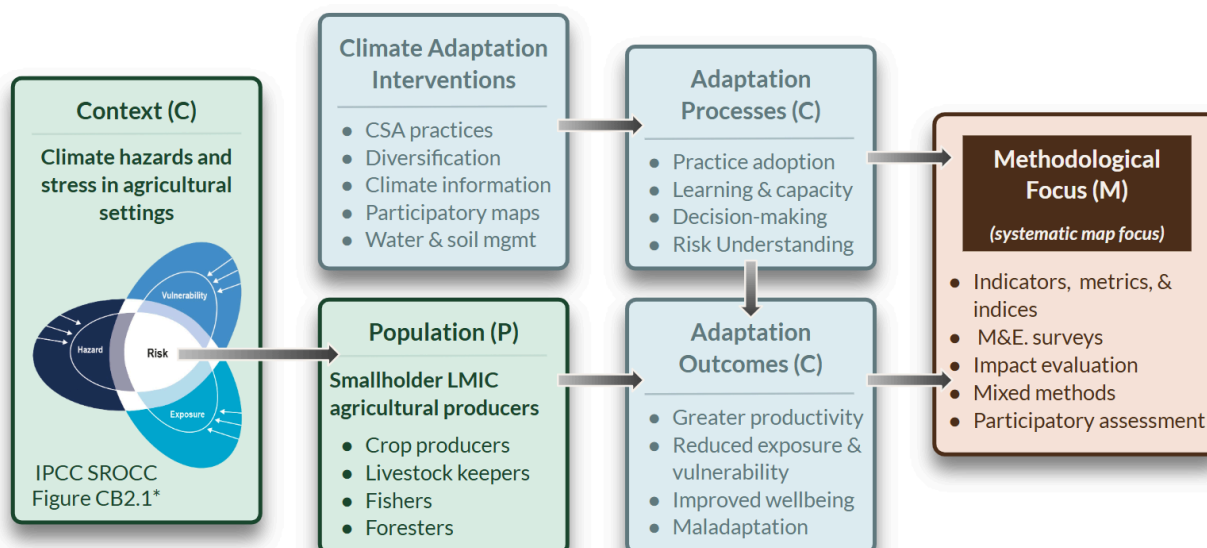 Context (C)
Climate hazards and
stress in agricultural
settings
Vulnerability
Hazard
Risk
Exposure
IPCC SROCC
Figure CB2.1*
Climate Adaptation
Interventions
● CSA practices
● Diversification
● Climate information
● Participatory maps
● Water & soil mgmt
Population (P)
Smallholder LMIC
agricultural producers
● Crop producers
● Livestock keepers
● Fishers
● Foresters
Adaptation
Processes (C)
● Practice adoption
● Learning & capacity
● Decision-making
● Risk Understanding
Adaptation
Outcomes (C)
● Greater productivity
● Reduced exposure &
vulnerability
● Improved wellbeing
● Maladaptation
Methodological
Focus (M)
(systematic map focus)
● Indicators, metrics, &
indices
● M&E. surveys
● Impact evaluation
● Mixed methods
● Participatory assessment